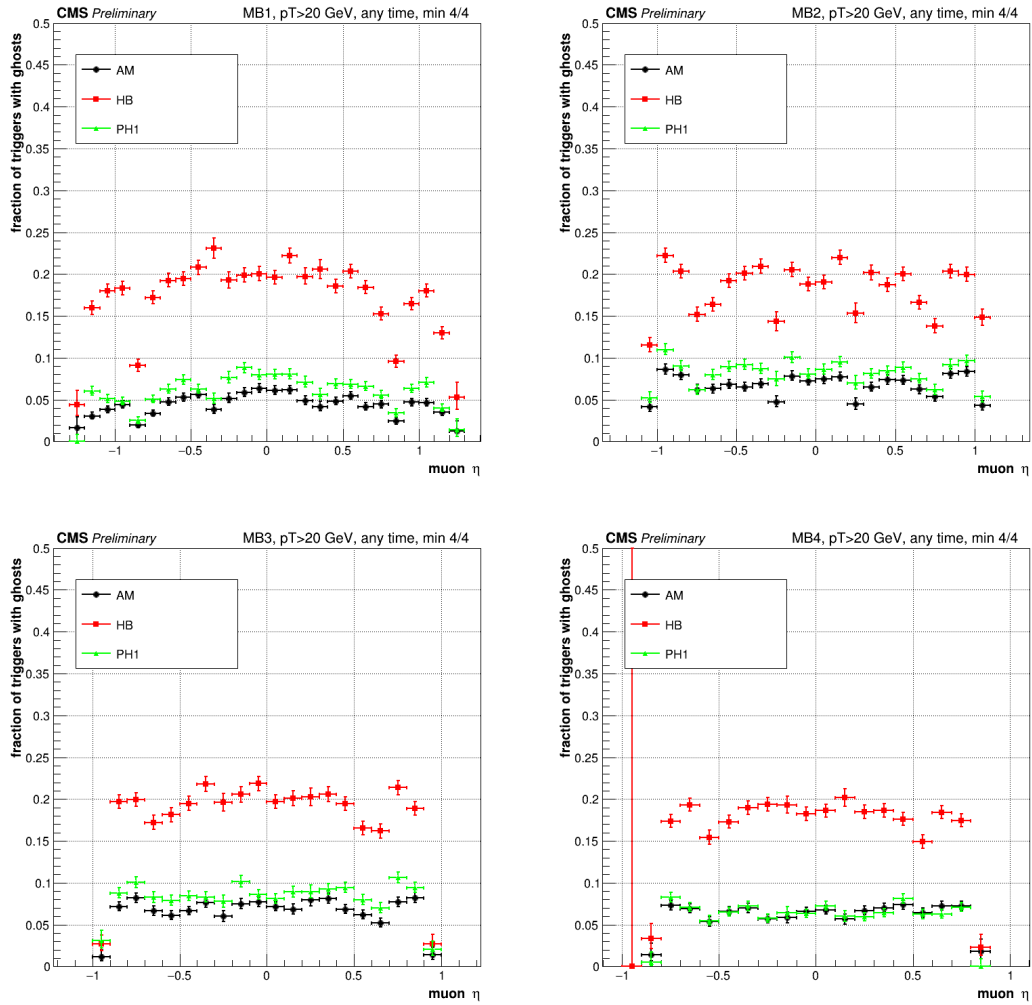 CMS Preliminary MB1, pT>20 GeV, any time, min 4/4
fraction of triggers with ghosts
0.5
0.45
0.4
0.35
0.3
0.25
0.2
0.15
0.1
0.05
0
AM
HB
PH1
−1 −0.5 0 0.5 1
muon η
CMS Preliminary MB2, pT>20 GeV, any time, min 4/4
fraction of triggers with ghosts
0.5
0.45
0.4
0.35
0.3
0.25
0.2
0.15
0.1
0.05
0
AM
HB
PH1
−1 −0.5 0 0.5 1
muon η
CMS Preliminary MB3, pT>20 GeV, any time, min 4/4
fraction of triggers with ghosts
0.5
0.45
0.4
0.35
0.3
0.25
0.2
0.15
0.1
0.05
0
AM
HB
PH1
−1 −0.5 0 0.5 1
muon η
CMS Preliminary MB4, pT>20 GeV, any time, min 4/4
fraction of triggers with ghosts
0.5
0.45
0.4
0.35
0.3
0.25
0.2
0.15
0.1
0.05
0
AM
HB
PH1
−1 −0.5 0 0.5 1
muon η